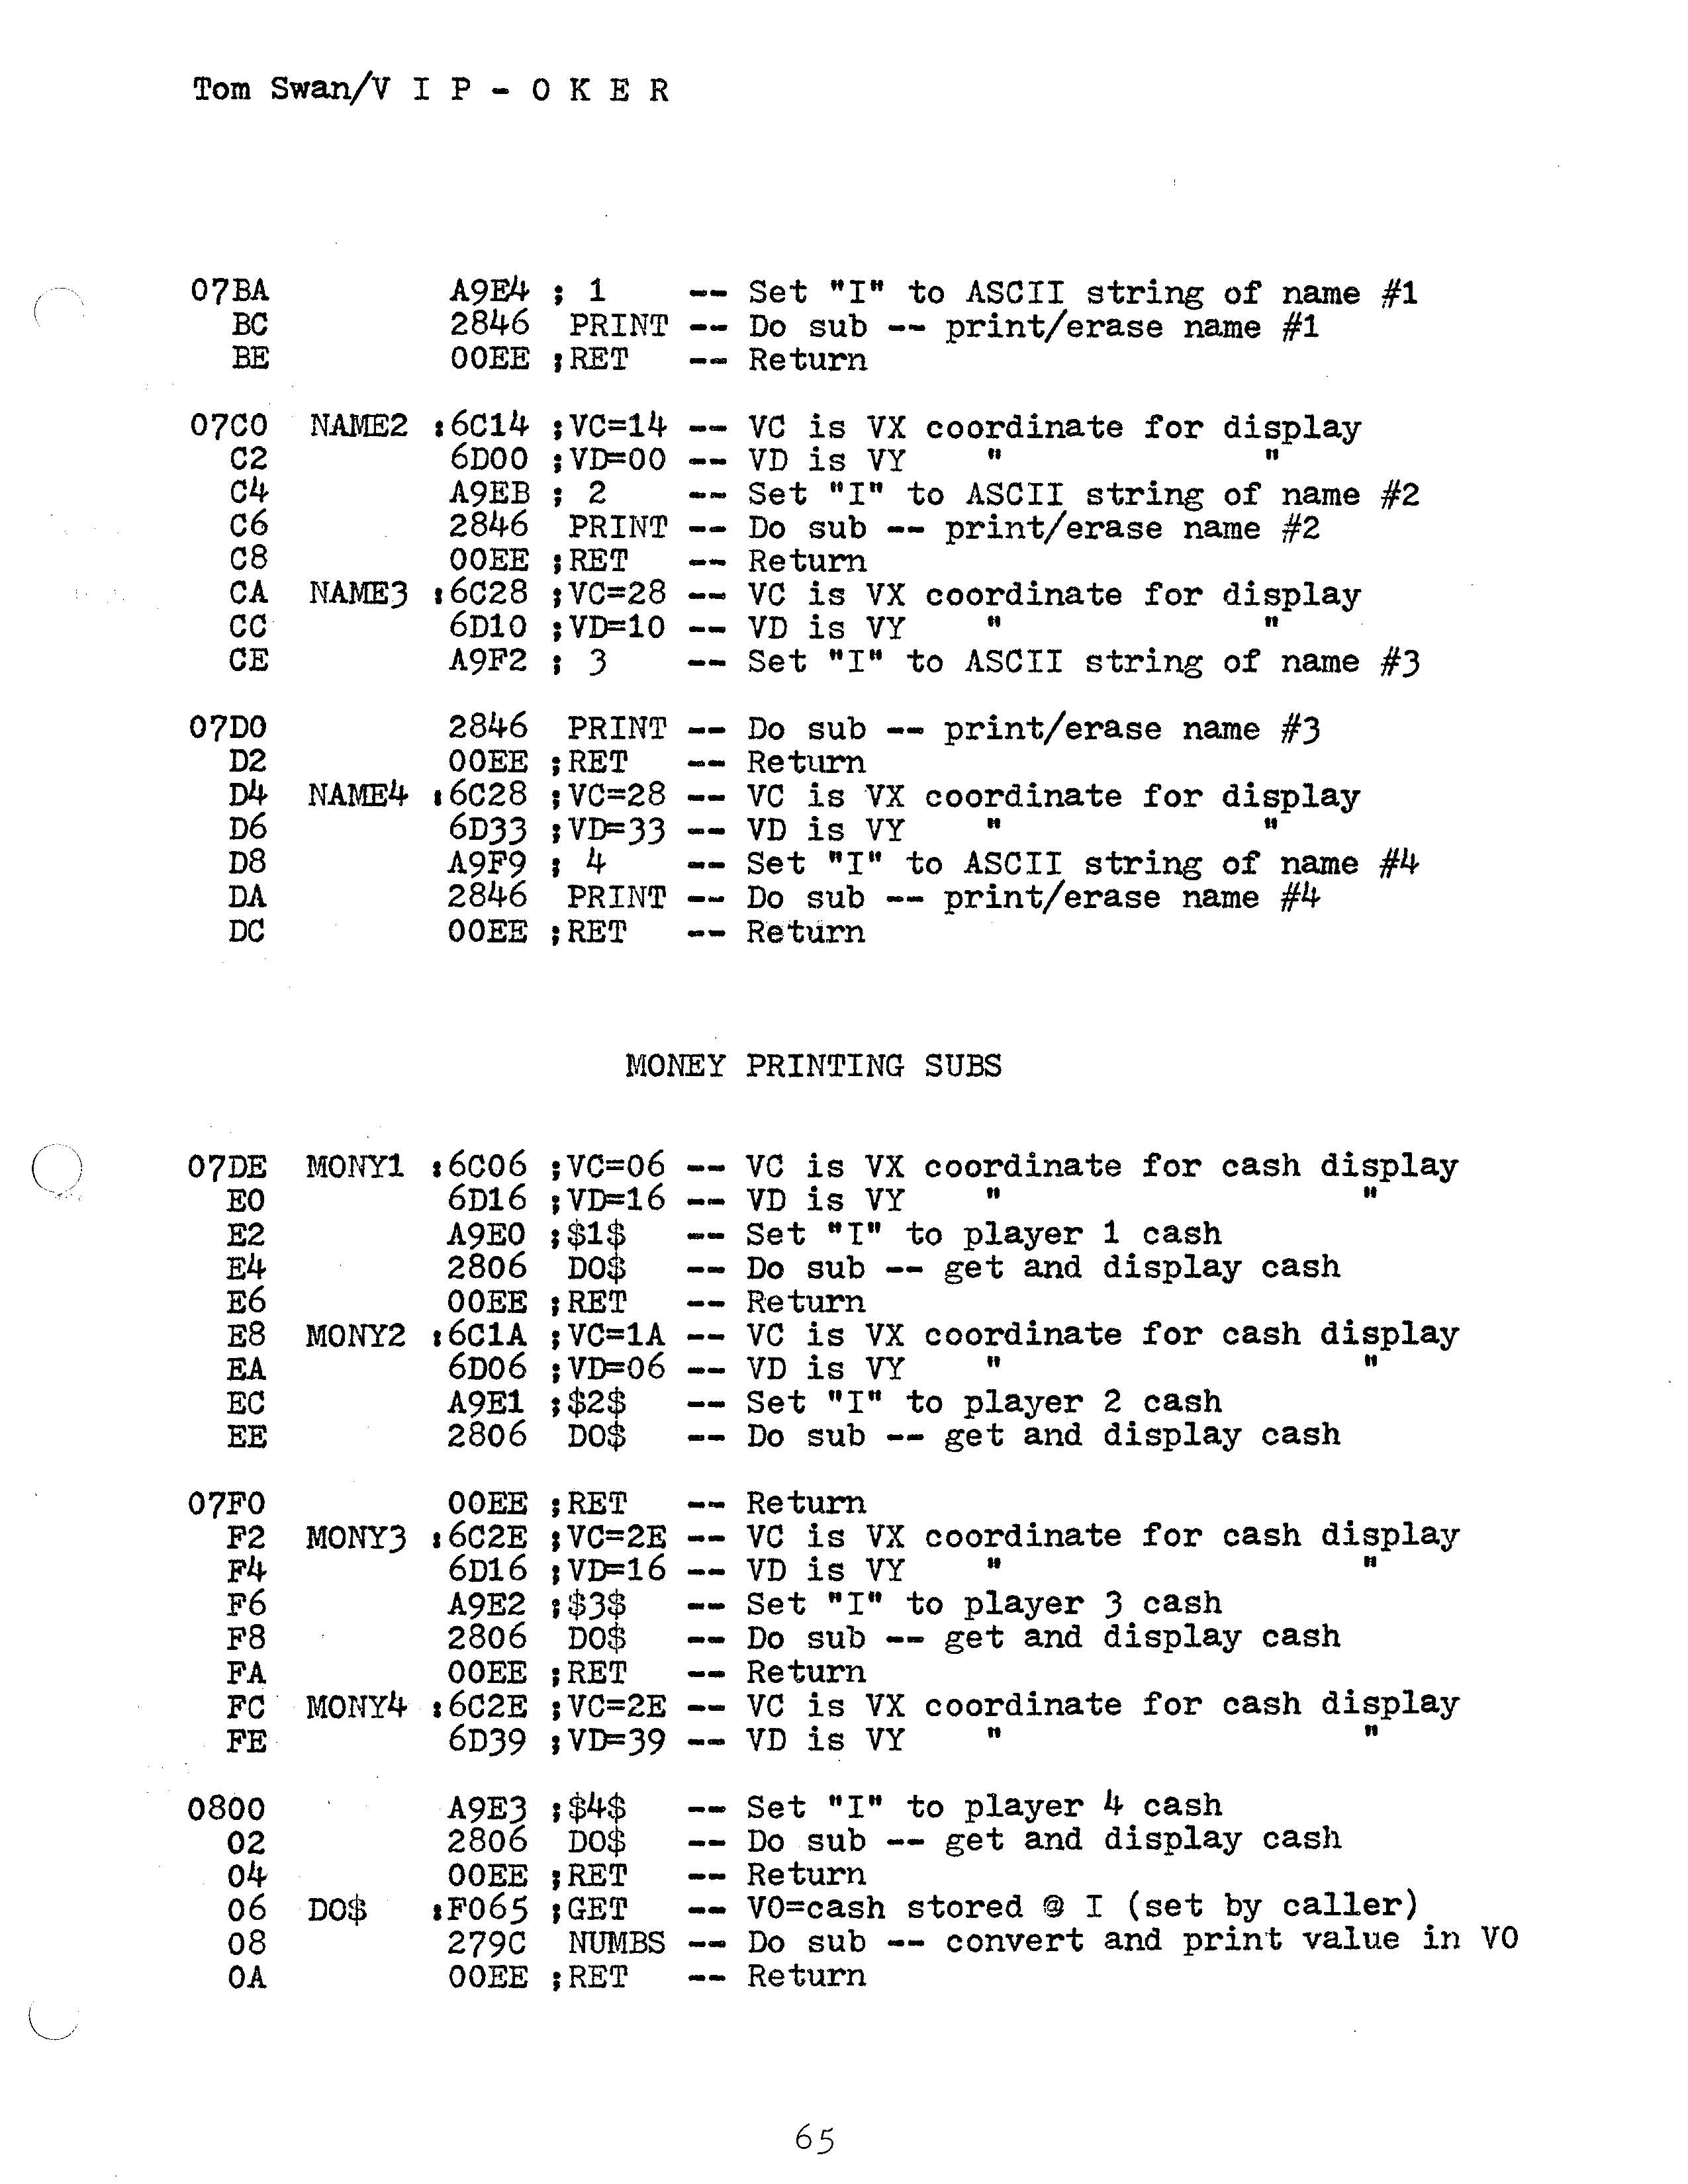 Tom Swan/V I P - O K E R
07BA A9E4 ; 1 -- Set "I" to ASCII string of name #1
BC 2846 PRINT -- Do sub -- print/erase name #1
BE 00EE ;RET -- Return
07C0 NAME2 :6C14 ;VC=14 -- VC is VX coordinate for display
C2 6D00 ;VD=00 -- VD is VY " "
C4 A9EB ; 2 -- Set "I" to ASCII string of name #2
C6 2846 PRINT -- Do sub -- print/erase name #2
C8 00EE ;RET -- Return
CA NAME3 :6C28 ;VC=28 -- VC is VX coordinate for display
CC 6D10 ;VD=10 -- VD is VY " "
CE A9F2 ; 3 -- Set "I" to ASCII string of name #3
07D0 2846 PRINT -- Do sub -- print/erase name #3
D2 00EE ;RET -- Return
D4 NAME4 :6C28 ;VC=28 -- VC is VX coordinate for display
D6 6D33 ;VD=33 -- VD is VY " "
D8 A9F9 ; 4 -- Set "I" to ASCII string of name #4
DA 2846 PRINT -- Do sub -- print/erase name #4
DC 00EE ;RET -- Return
MONEY PRINTING SUBS
07DE MONY1 :6C06 ;VC=06 -- VC is VX coordinate for cash display
E0 6D16 ;VD=16 -- VD is VY " "
E2 A9E0 ;$1$ -- Set "I" to player 1 cash
E4 2806 DO$ -- Do sub -- get and display cash
E6 00EE ;RET -- Return
E8 MONY2 :6C1A ;VC=1A -- VC is VX coordinate for cash display
EA 6D06 ;VD=06 -- VD is VY " "
EC A9E1 ;$2$ -- Set "I" to player 2 cash
EE 2806 DO$ -- Do sub -- get and display cash
07F0 00EE ;RET -- Return
F2 MONY3 :6C2E ;VC=2E -- VC is VX coordinate for cash display
F4 6D16 ;VD=16 -- VD is VY " "
F6 A9E2 ;$3$ -- Set "I" to player 3 cash
F8 2806 DO$ -- Do sub -- get and display cash
FA 00EE ;RET -- Return
FC MONY4 :6C2E ;VC=2E -- VC is VX coordinate for cash display
FE 6D39 ;VD=39 -- VD is VY " "
0800 A9E3 ;$4$ -- Set "I" to player 4 cash
02 2806 DO$ -- Do sub -- get and display cash
04 00EE ;RET -- Return
06 DO$ :F065 ;GET -- V0=cash stored @ I (set by caller)
08 279C NUMBS -- Do sub -- convert and print value in V0
0A 00EE ;RET -- Return
65